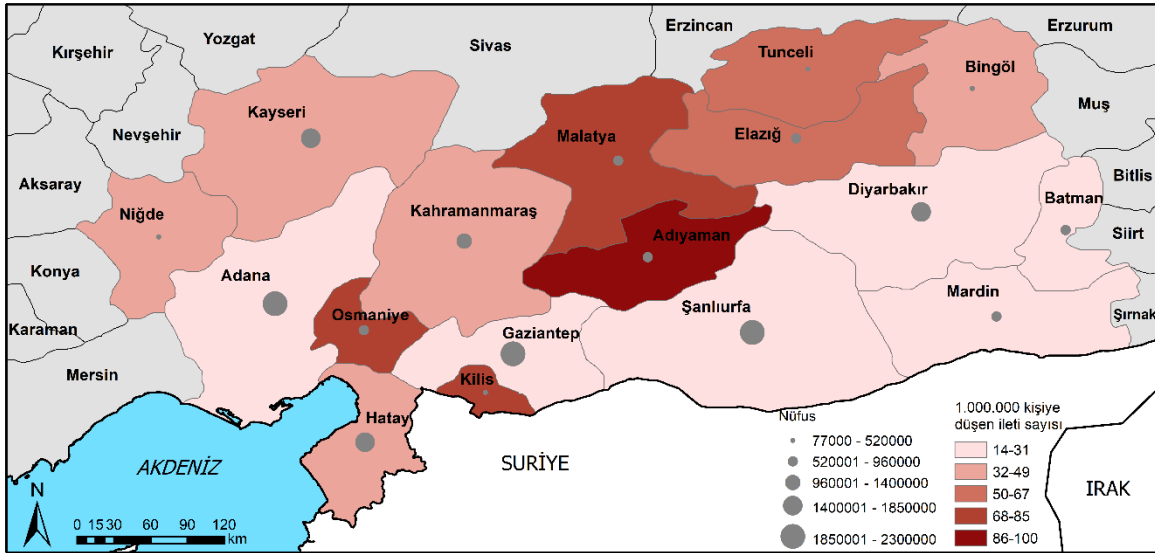 Yozgat
Sivas
Erzincan
Erzurum
Kırşehir
Tunceli
Bingöl
Muş
Kayseri
Nevşehir
Malatya
Elazığ
Bitlis
Aksaray
Diyarbakır
Batman
Niğde
Kahramanmaraş
Adıyaman
Siirt
Konya
Adana
Mardin
Osmaniye
Şanlıurfa
Şırnak
Karaman
Gaziantep
Mersin
Kilis
Hatay
AKDENİZ
SURİYE
IRAK
N
0 15 30 60 90 120
km
Nüfus
77000 - 520000
520001 - 960000
960001 - 1400000
1400001 - 1850000
1850001 - 2300000
1.000.000 kişiye
düşen ileti sayısı
14-31
32-49
50-67
68-85
86-100